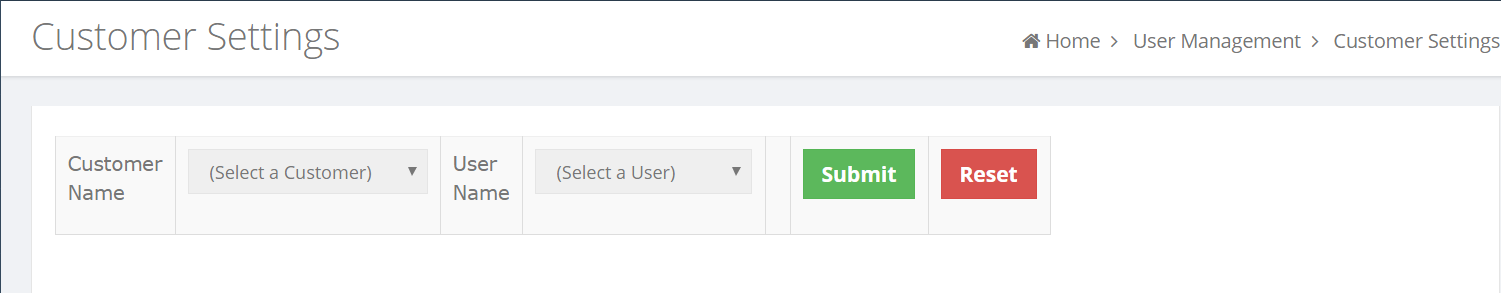 Customer Settings
Home > User Management > Customer Settings
Customer Name
(Select a Customer)
User Name
(Select a User)
Submit
Reset